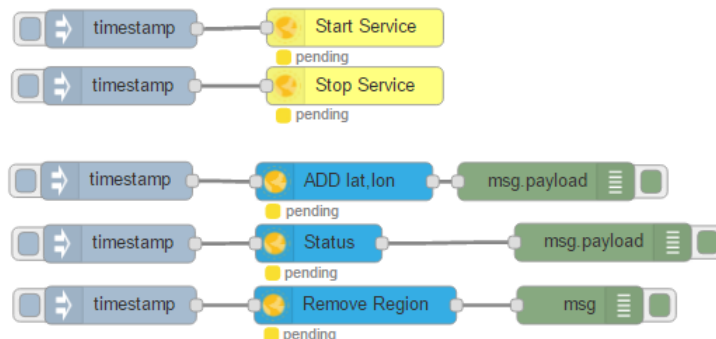 timestamp Start Service
pending
timestamp Stop Service
pending
timestamp ADD lat,lon msg.payload
pending
timestamp Status msg.payload
pending
timestamp Remove Region msg
pending